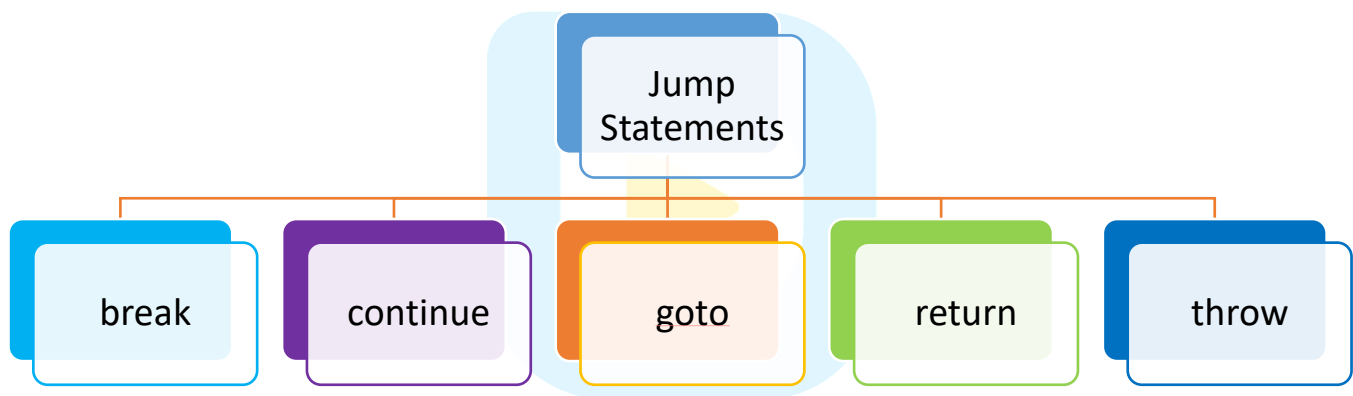 Jump
Statements
break
continue
goto
return
throw